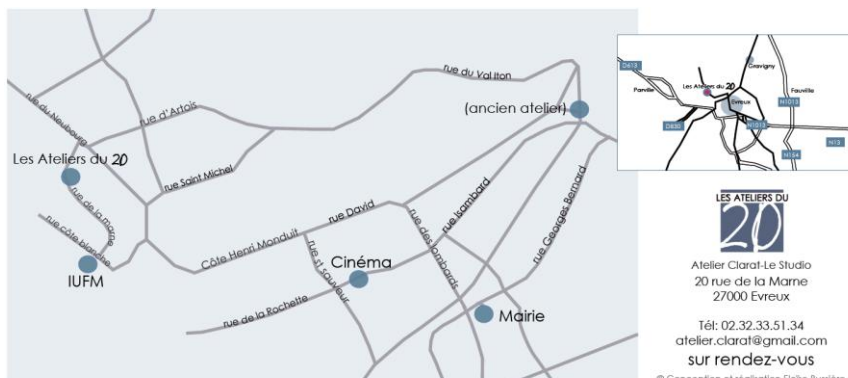 rue du Val Iton
(ancien atelier)
rue du Neubourg
rue d'Artois
Les Ateliers du 20
rue Saint Michel
rue de la marne
rue côte blanche
IUFM
Côte Henri Monduit
rue David
rue Isambard
rue Georges Bernard
rue des lombards
rue st Sauveur
Cinéma
rue de la Rochette
Mairie
Gravigny
D613
Parville
Les Ateliers du 20
Fauville
N1013
Evreux
D830
N1013
N13
N154
LES ATELIERS DU
20
Atelier Clarat-Le Studio
20 rue de la Marne
27000 Evreux
Tél: 02.32.33.51.34
atelier.clarat@gmail.com
sur rendez-vous
© Conception et réalisation